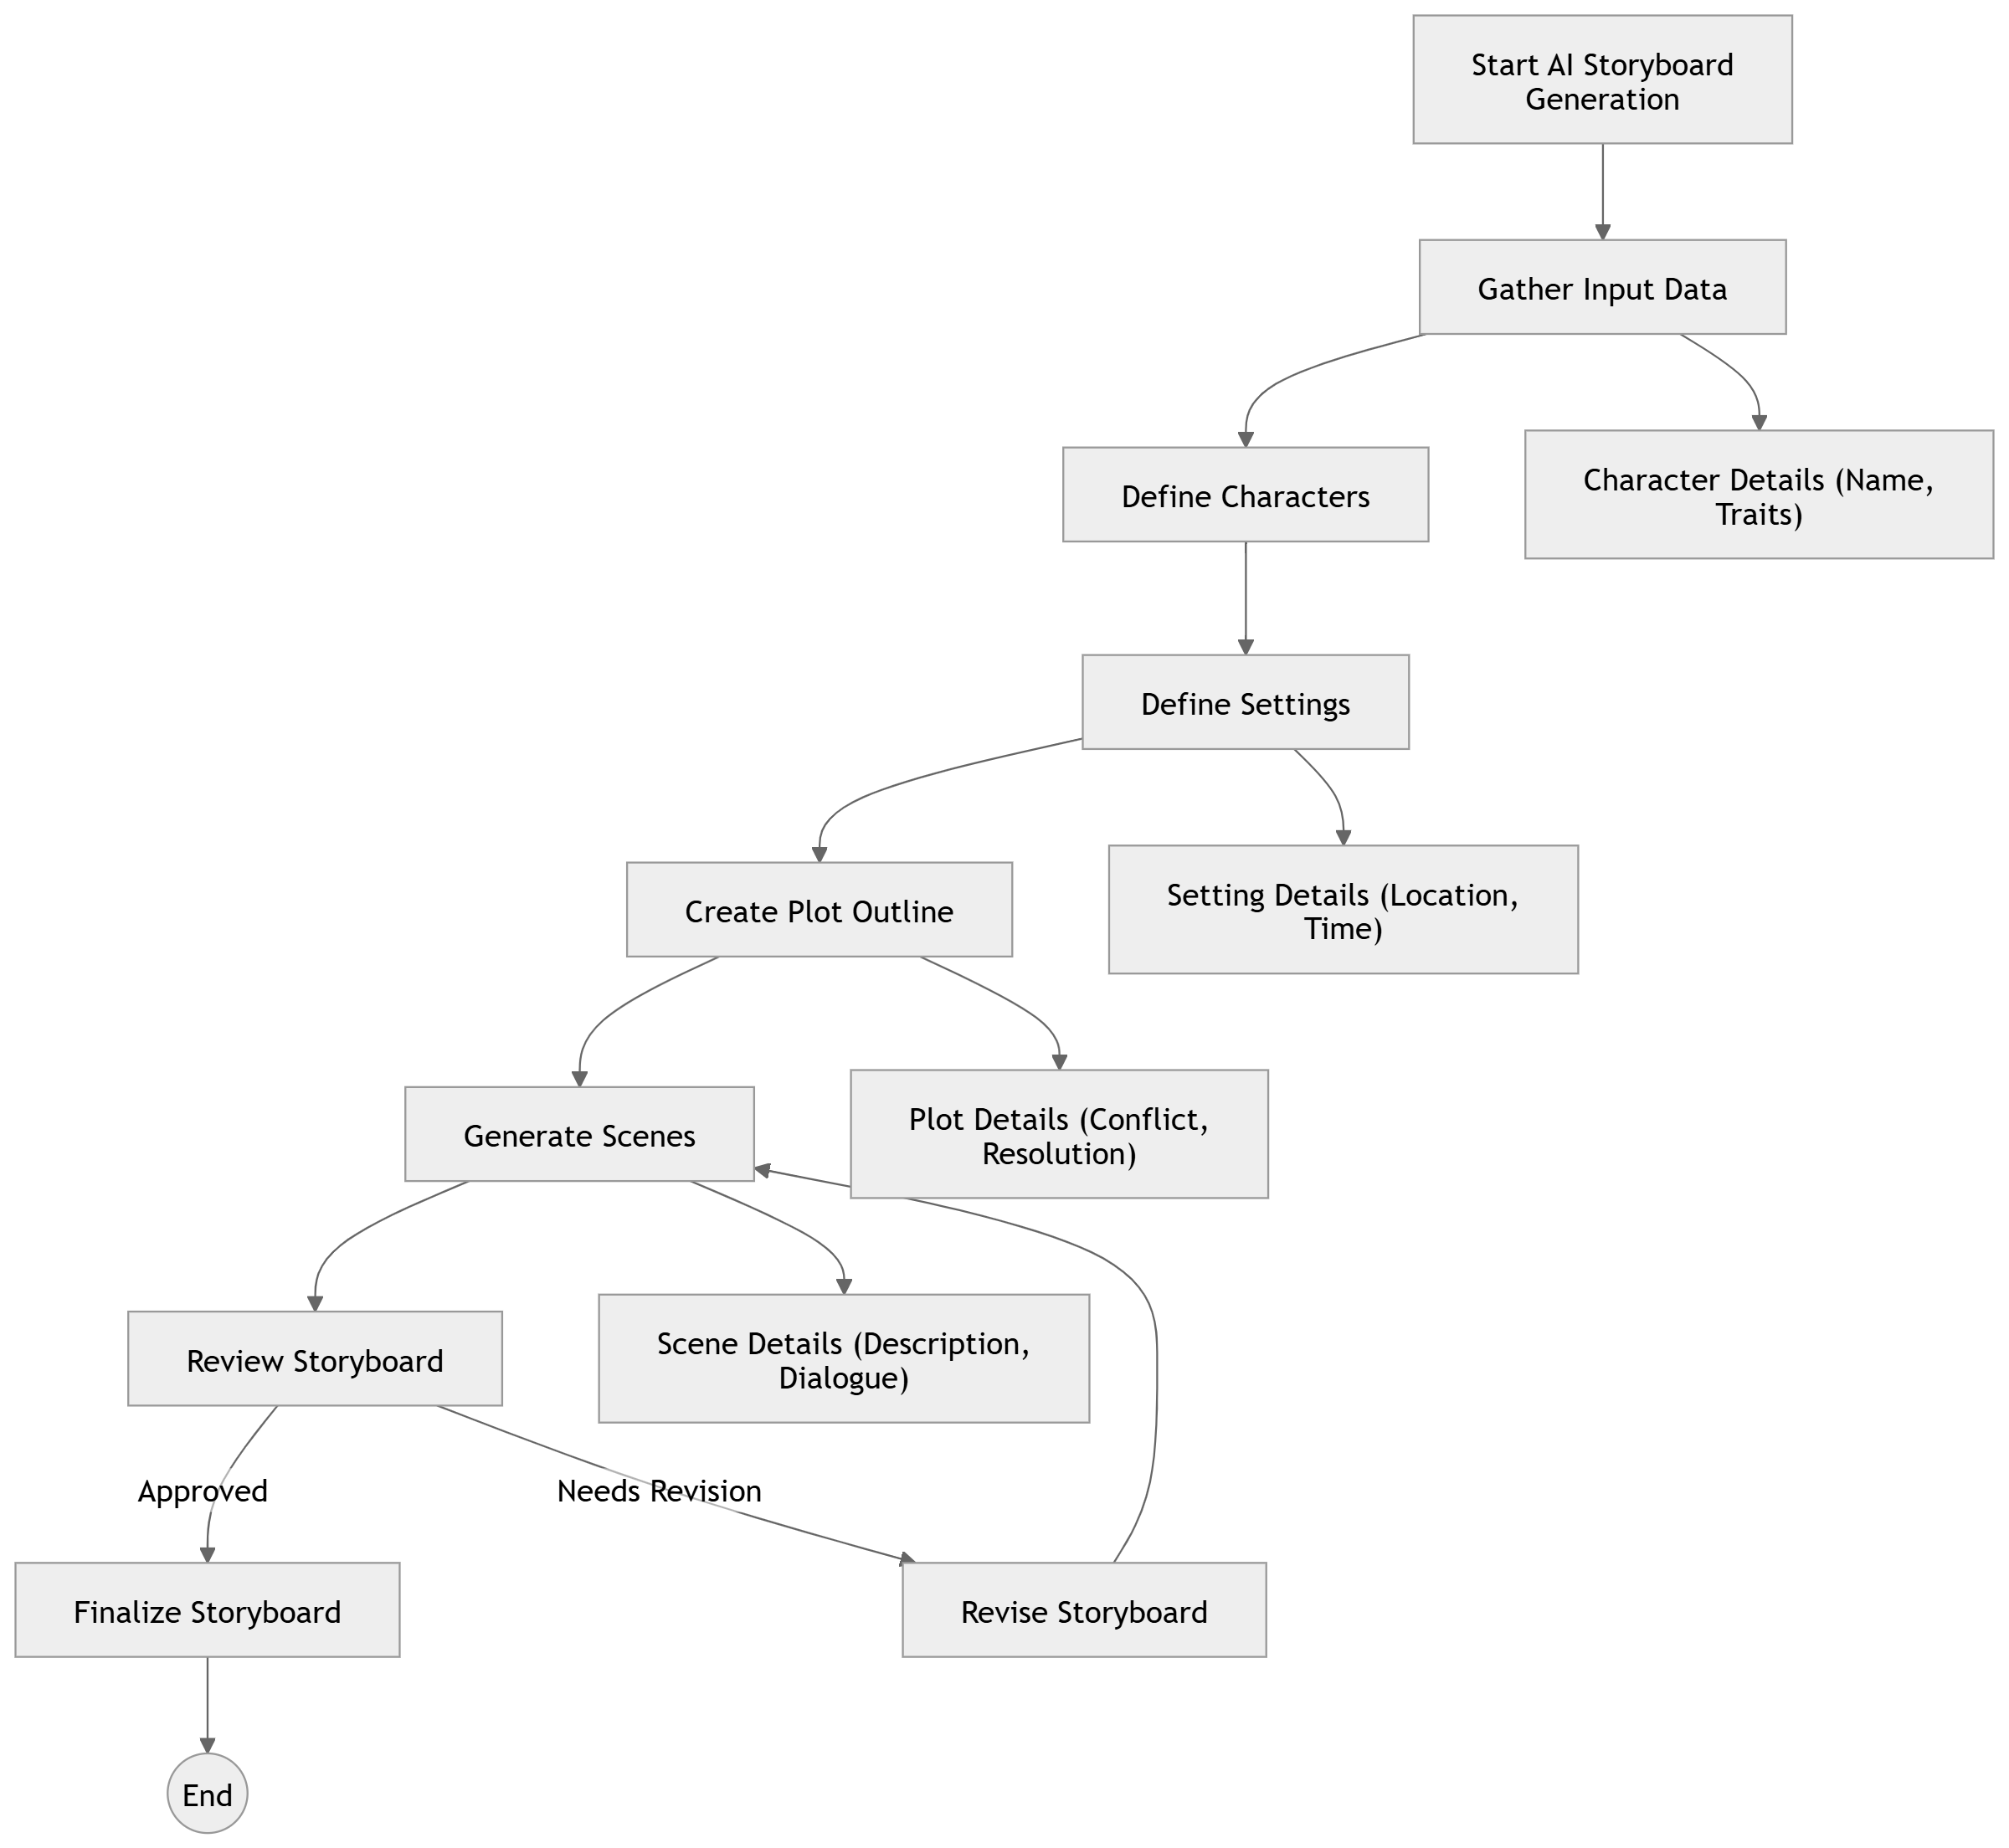 Start AI Storyboard
Generation
Gather Input Data
Define Characters
Character Details (Name,
Traits)
Define Settings
Create Plot Outline
Setting Details (Location,
Time)
Generate Scenes
Plot Details (Conflict,
Resolution)
Review Storyboard
Scene Details (Description,
Dialogue)
Approved
Needs Revision
Finalize Storyboard
Revise Storyboard
End